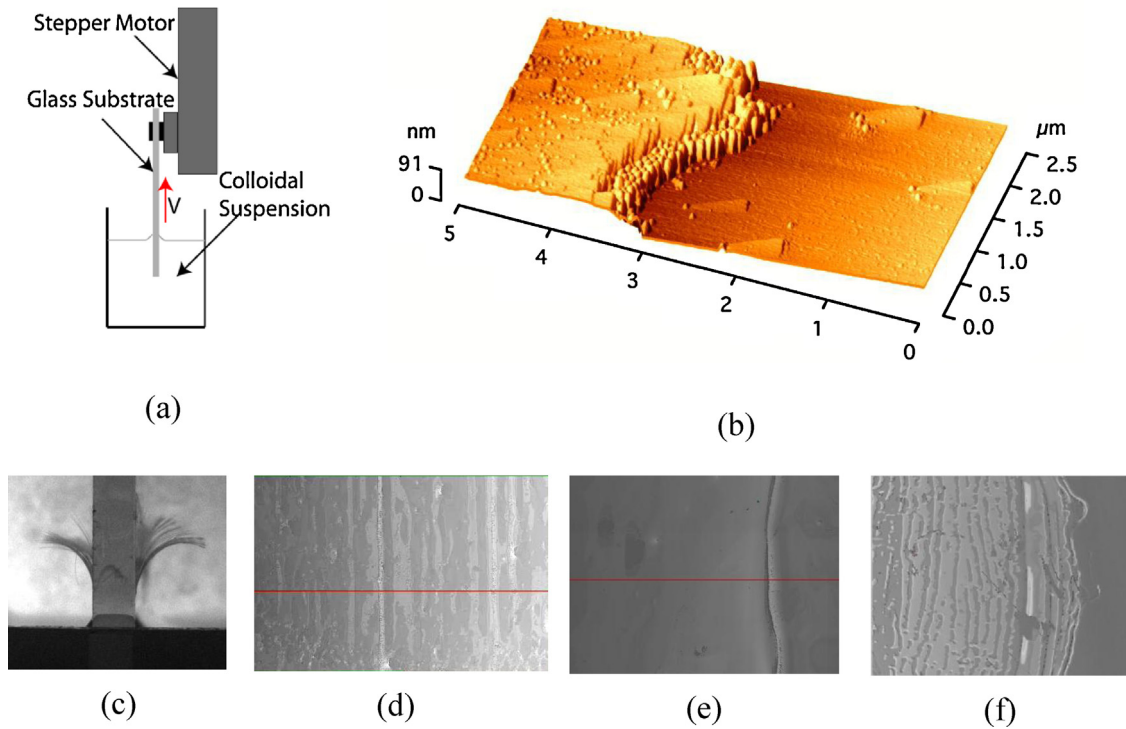 Stepper Motor
Glass Substrate
V
Colloidal
Suspension
(a)
nm
91
0
5
4
3
2
1
0
µm
2.5
2.0
1.5
1.0
0.5
0.0
(b)
(c)
(d)
(e)
(f)